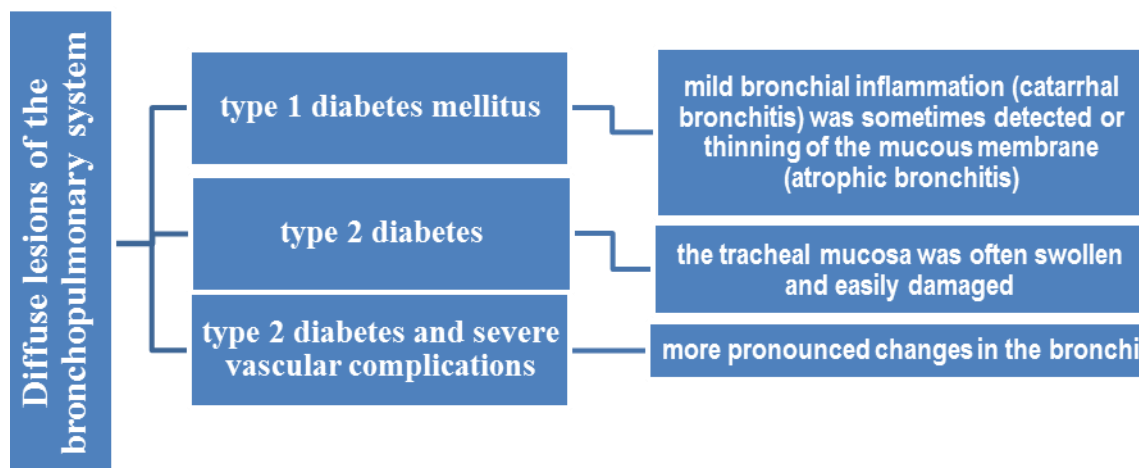 Diffuse lesions of the
bronchopulmonary system
type 1 diabetes mellitus
mild bronchial inflammation (catarrhal
bronchitis) was sometimes detected or
thinning of the mucous membrane
(atrophic bronchitis)
type 2 diabetes
the tracheal mucosa was often swollen
and easily damaged
type 2 diabetes and severe
vascular complications
more pronounced changes in the bronchi